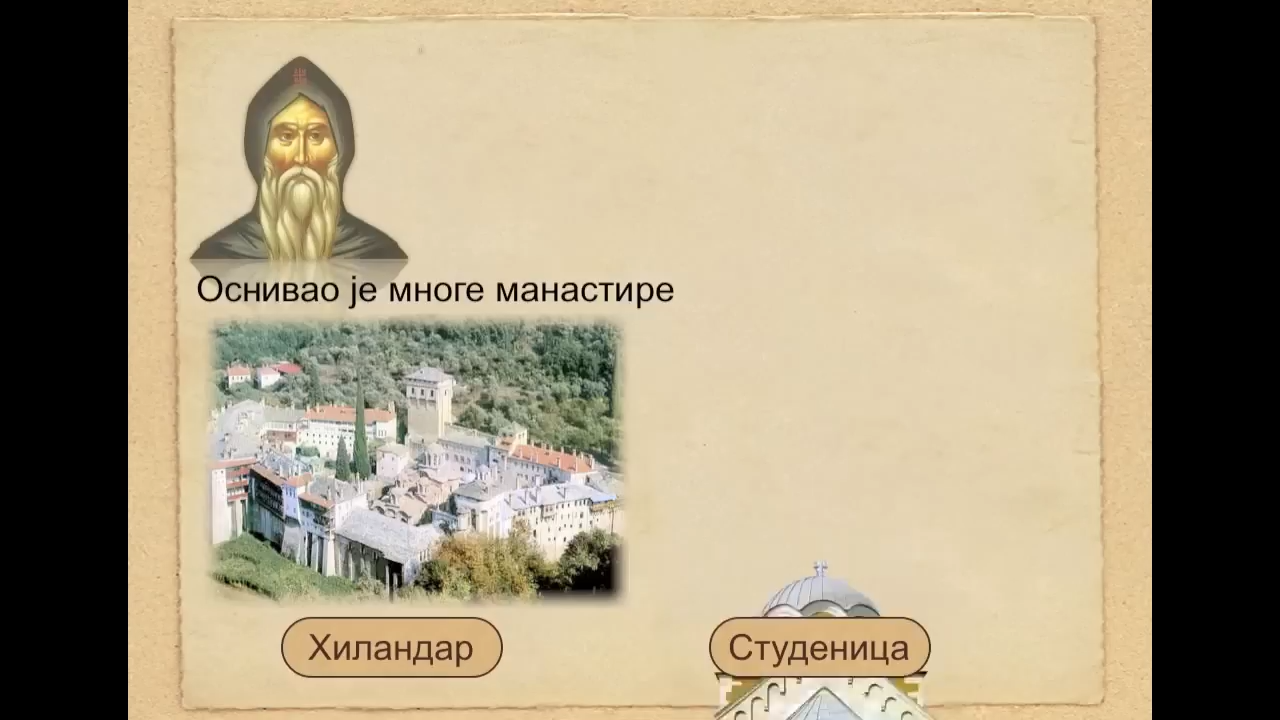 Оснивао је многе манастире
Хиландар
Студеница